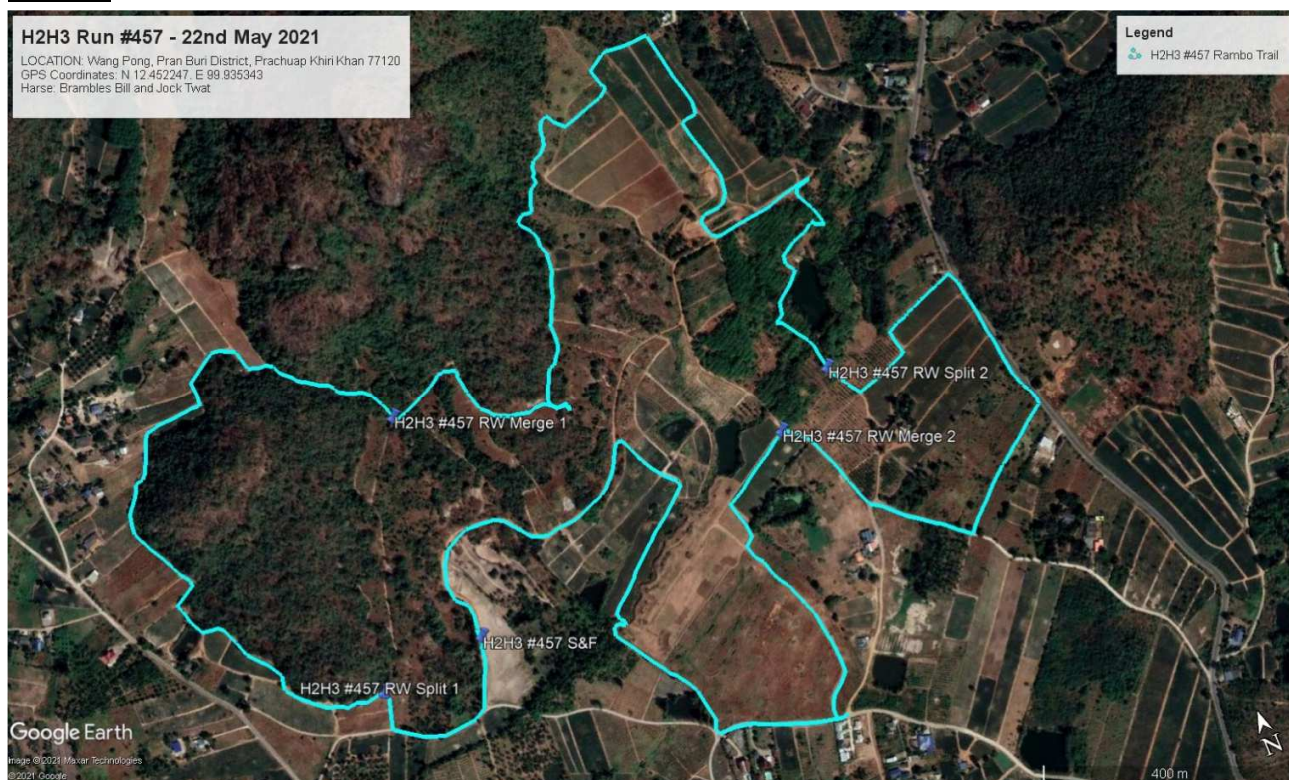 H2H3 Run #457 - 22nd May 2021
LOCATION: Wang Pong, Pran Buri District, Prachuap Khiri Khan 77120
GPS Coordinates: N 12.452247, E 99.935343
Harse: Brambles Bill and Jock Twat
Legend
H2H3 #457 Rambo Trail
H2H3 #457 RW Split 2
H2H3 #457 RW Merge 1
H2H3 #457 RW Merge 2
H2H3 #457 S&F
H2H3 #457 RW Split 1
Google Earth
Image © 2021 Maxar Technologies
© 2021 Google
N
400 m